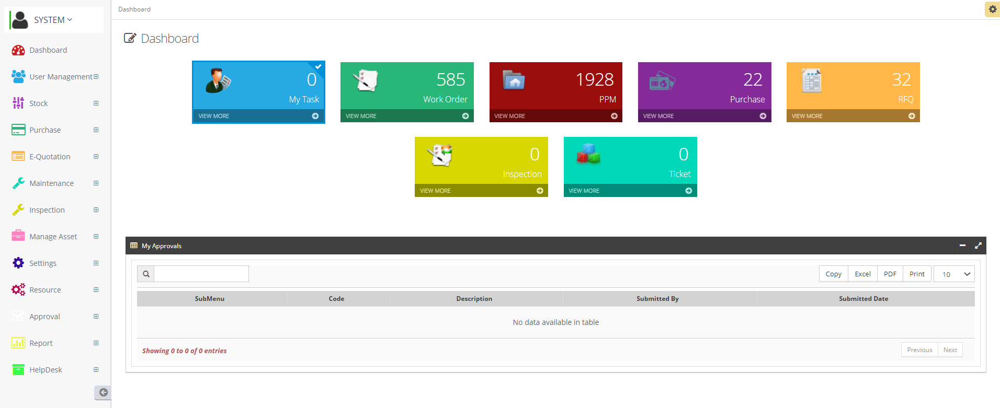 SYSTEM
Dashboard
Dashboard
Dashboard
User Management
Stock
Purchase
E-Quotation
Maintenance
Inspection
Manage Asset
Settings
Resource
Approval
Report
HelpDesk
0
My Task
VIEW MORE
585
Work Order
VIEW MORE
1928
PPM
VIEW MORE
22
Purchase
VIEW MORE
32
RFQ
VIEW MORE
0
Inspection
VIEW MORE
0
Ticket
VIEW MORE
My Approvals
Copy Excel PDF Print 10
SubMenu Code Description Submitted By Submitted Date
No data available in table
Showing 0 to 0 of 0 entries
Previous Next